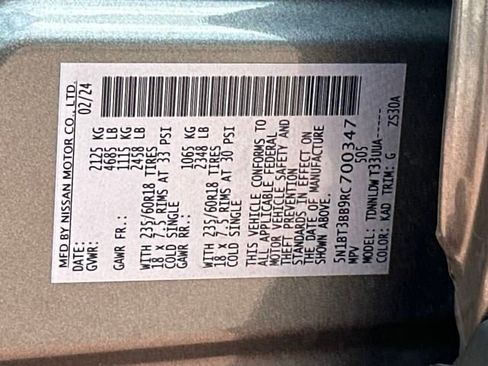 MFD BY NISSAN MOTOR CO., LTD.
DATE: 02/24
GVWR: 2125 KG
4685 LB
GAWR FR.: 1115 KG
2458 LB
WITH 235/60R18 TIRES
18 x 7.5 RIMS AT 33 PSI
COLD SINGLE
GAWR RR.: 1065 KG
2348 LB
WITH 235/60R18 TIRES
18 x 7.5 RIMS AT 30 PSI
COLD SINGLE
THIS VEHICLE CONFORMS TO
ALL APPLICABLE FEDERAL
MOTOR VEHICLE SAFETY AND
THEFT PREVENTION
STANDARDS IN EFFECT ON
THE DATE OF MANUFACTURE
SHOWN ABOVE.
5N1BT3BB9RC700347
MPV 505
MODEL: TDNNLDW T33UUA-----
COLOR: KAD TRIM: G ZS30A